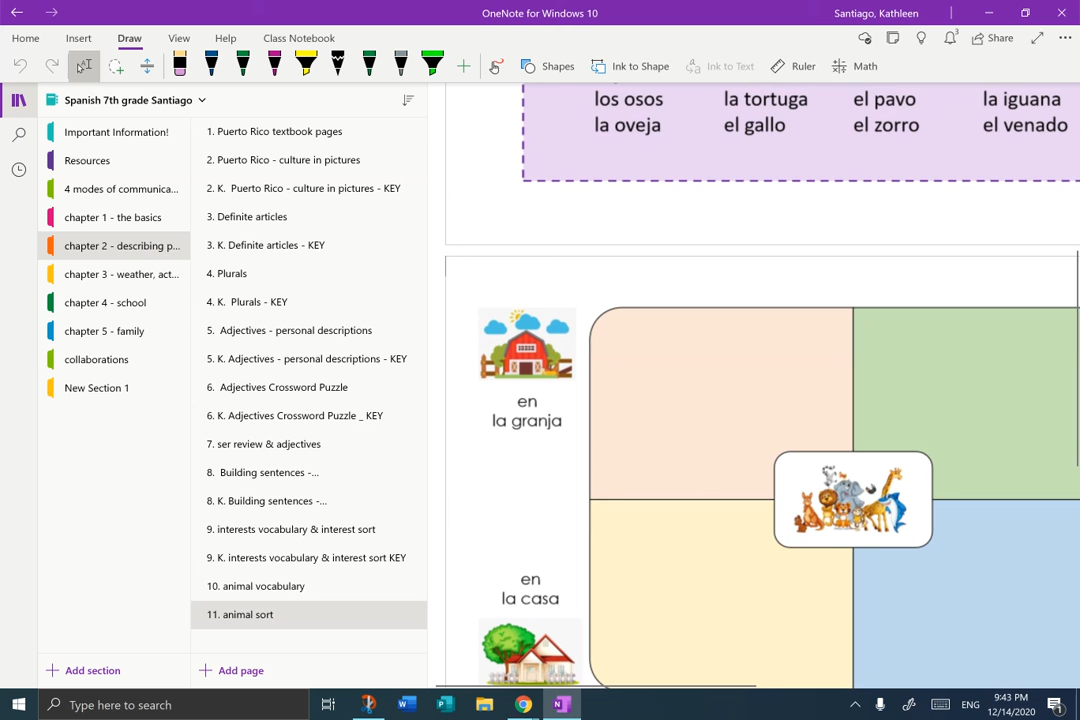 OneNote for Windows 10
Santiago, Kathleen
Home Insert Draw View Help Class Notebook
3 Share
Shapes Ink to Shape Ink to Text Ruler Math
Spanish 7th grade Santiago
Important Information!
Resources
4 modes of communica...
chapter 1 - the basics
chapter 2 - describing p...
chapter 3 - weather, act...
chapter 4 - school
chapter 5 - family
collaborations
New Section 1
Add section
1. Puerto Rico textbook pages
2. Puerto Rico - culture in pictures
2. K. Puerto Rico - culture in pictures - KEY
3. Definite articles
3. K. Definite articles - KEY
4. Plurals
4. K. Plurals - KEY
5. Adjectives - personal descriptions
5. K. Adjectives - personal descriptions - KEY
6. Adjectives Crossword Puzzle
6. K. Adjectives Crossword Puzzle _ KEY
7. ser review & adjectives
8. Building sentences -...
8. K. Building sentences -...
9. interests vocabulary & interest sort
9. K. interests vocabulary & interest sort KEY
10. animal vocabulary
11. animal sort
Add page
los osos la tortuga el pavo la iguana
la oveja el gallo el zorro el venado
en
la granja
en
la casa
Type here to search
ENG
9:43 PM
12/14/2020
1